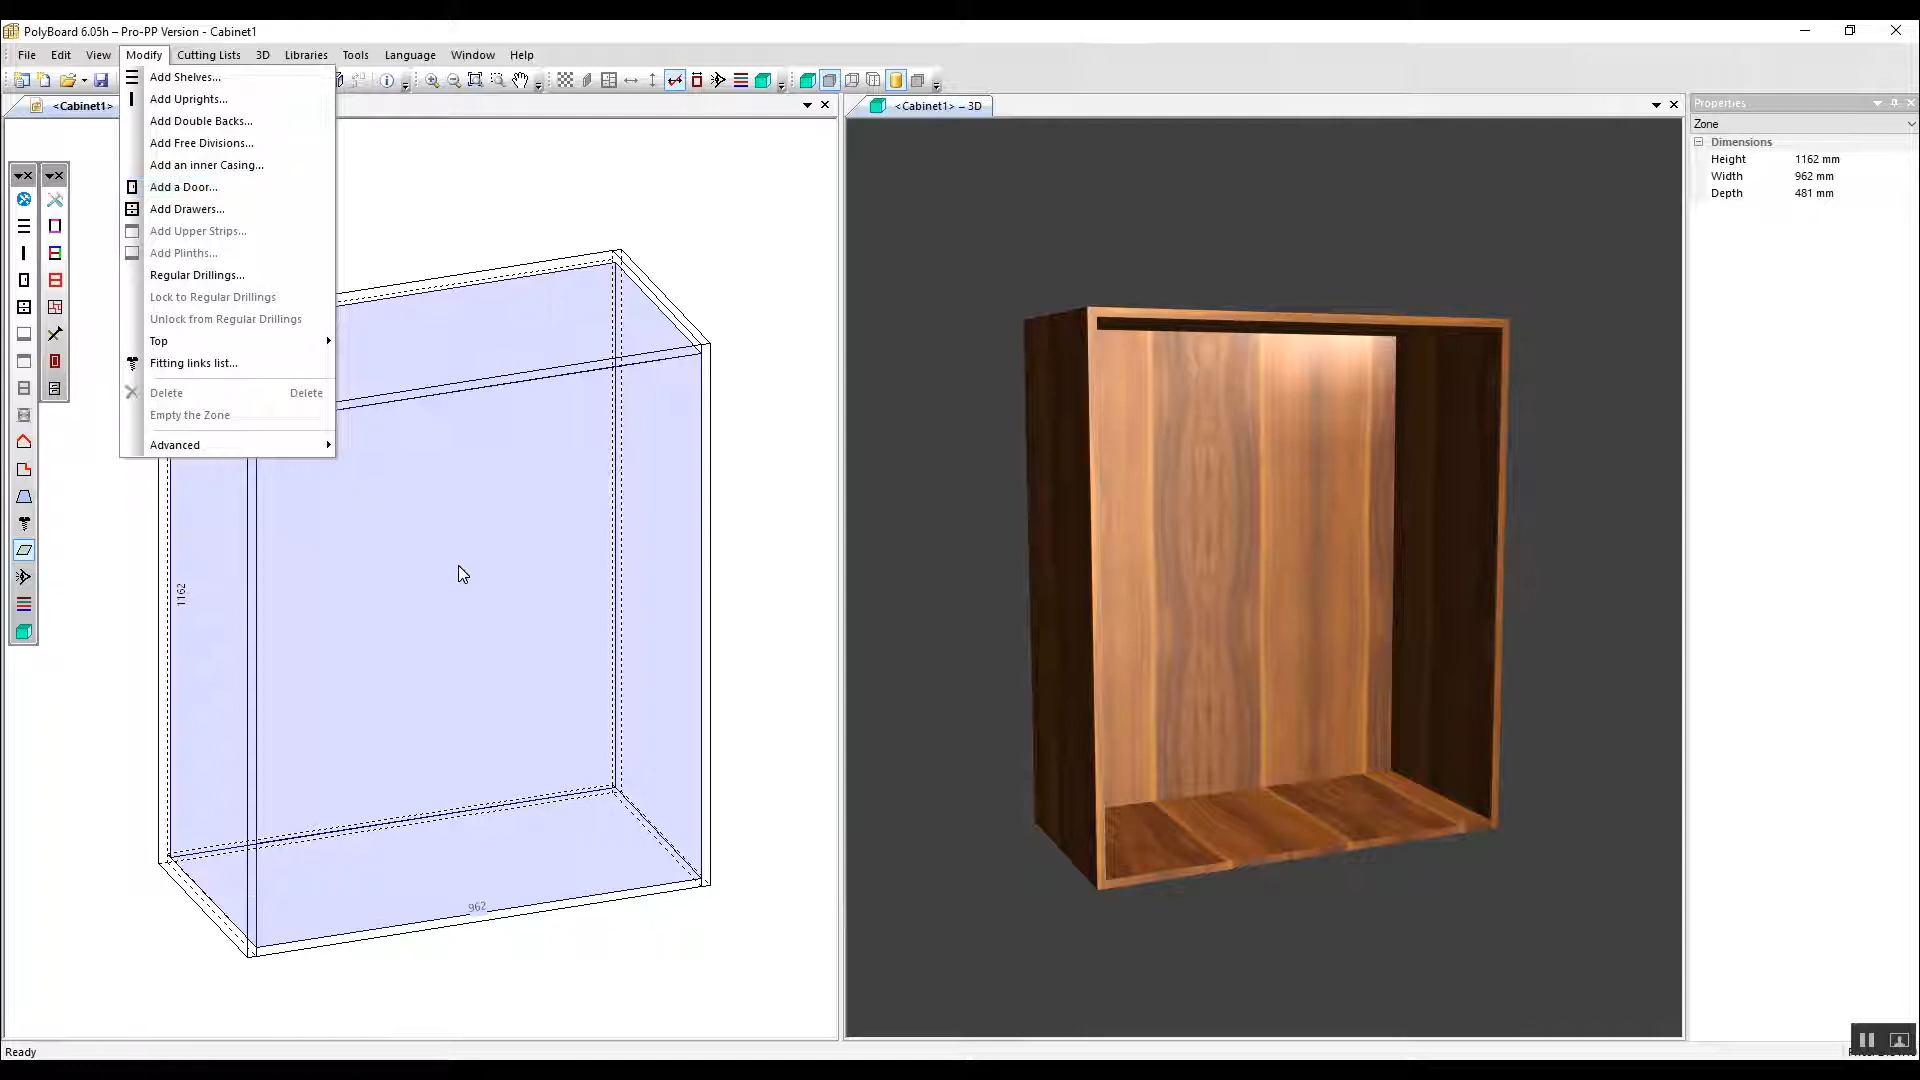 PolyBoard 6.05h – Pro-PP Version - Cabinet1
File Edit View Modify Cutting Lists 3D Libraries Tools Language Window Help
<Cabinet1>
<Cabinet1> – 3D
Properties
Zone
Dimensions
Height 1162 mm
Width 962 mm
Depth 481 mm
Add Shelves...
Add Uprights...
Add Double Backs...
Add Free Divisions...
Add an inner Casing...
Add a Door...
Add Drawers...
Add Upper Strips...
Add Plinths...
Regular Drillings...
Lock to Regular Drillings
Unlock from Regular Drillings
Top
Fitting links list...
Delete Delete
Empty the Zone
Advanced
1162
962
Ready